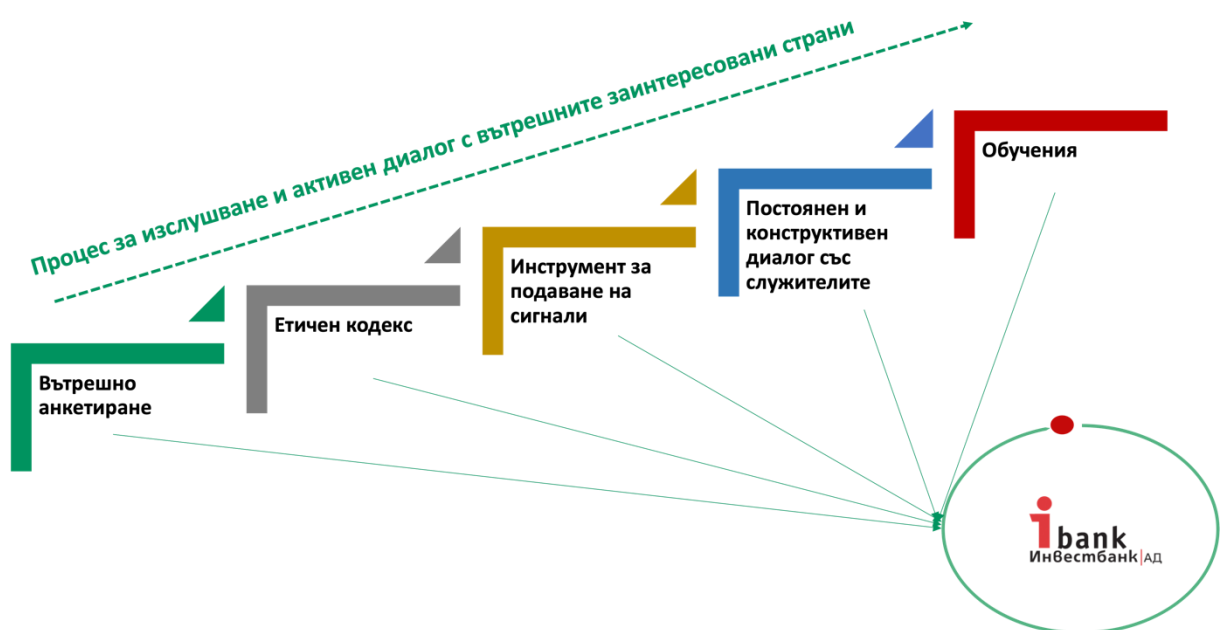 Процес за изслушване и активен диалог с вътрешните заинтересовани страни
Вътрешно
анкетиране
Етичен кодекс
Инструмент за
подаване на
сигнали
Постоянен и
конструктивен
диалог със
служителите
Обучения
ibank
Инвестбанк|АД